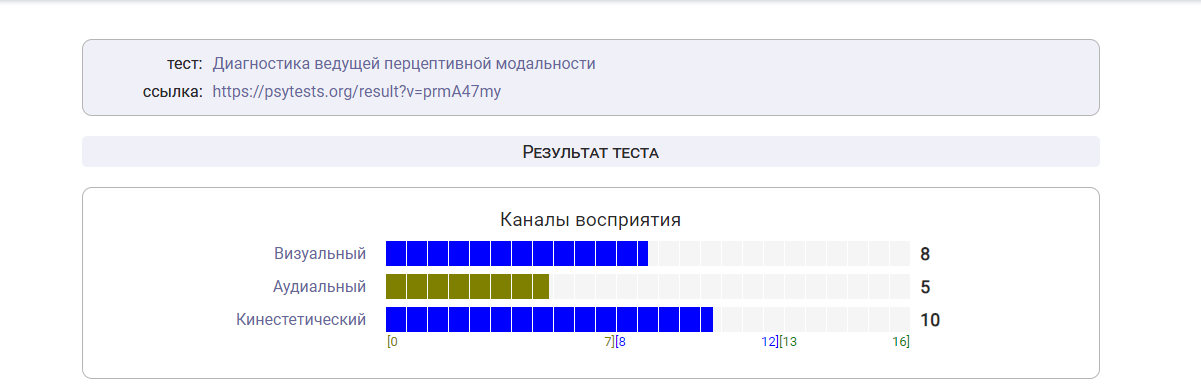 тест: Диагностика ведущей перцептивной модальности
ссылка: https://psytests.org/result?v=prmA47my
Результат теста
Каналы восприятия
Визуальный 8
Аудиальный 5
Кинестетический 10
[0 7][8 12][13 16]